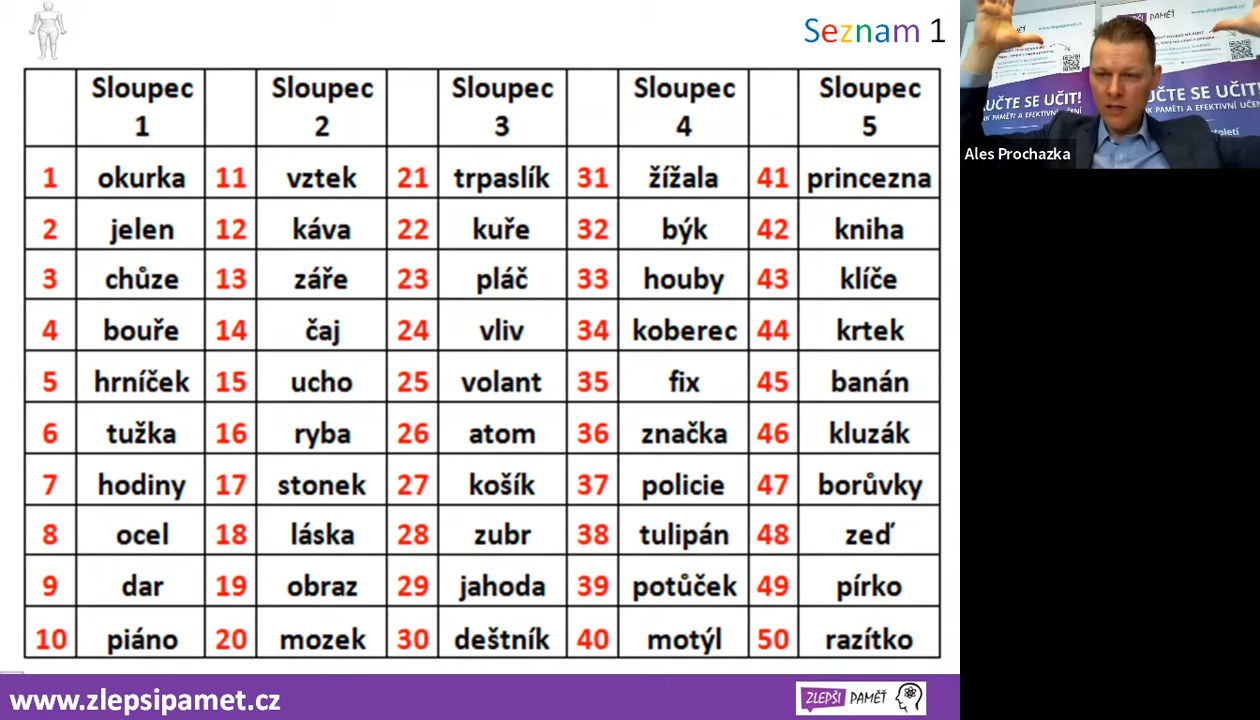 Seznam 1
Sloupec 1 Sloupec 2 Sloupec 3 Sloupec 4 Sloupec 5
1 okurka 11 vztek 21 trpaslík 31 žížala 41 princezna
2 jelen 12 káva 22 kuře 32 býk 42 kniha
3 chůze 13 záře 23 pláč 33 houby 43 klíče
4 bouře 14 čaj 24 vliv 34 koberec 44 krtek
5 hrníček 15 ucho 25 volant 35 fix 45 banán
6 tužka 16 ryba 26 atom 36 značka 46 kluzák
7 hodiny 17 stonek 27 košík 37 policie 47 borůvky
8 ocel 18 láska 28 zubr 38 tulipán 48 zeď
9 dar 19 obraz 29 jahoda 39 potůček 49 pírko
10 piáno 20 mozek 30 deštník 40 motýl 50 razítko
www.zlepsipamet.cz
ZLEPŠI PAMĚŤ
PAMĚŤ
UČTE SE UČIT!
PAMĚTI A EFEKTIVNÍ
Ales Prochazka